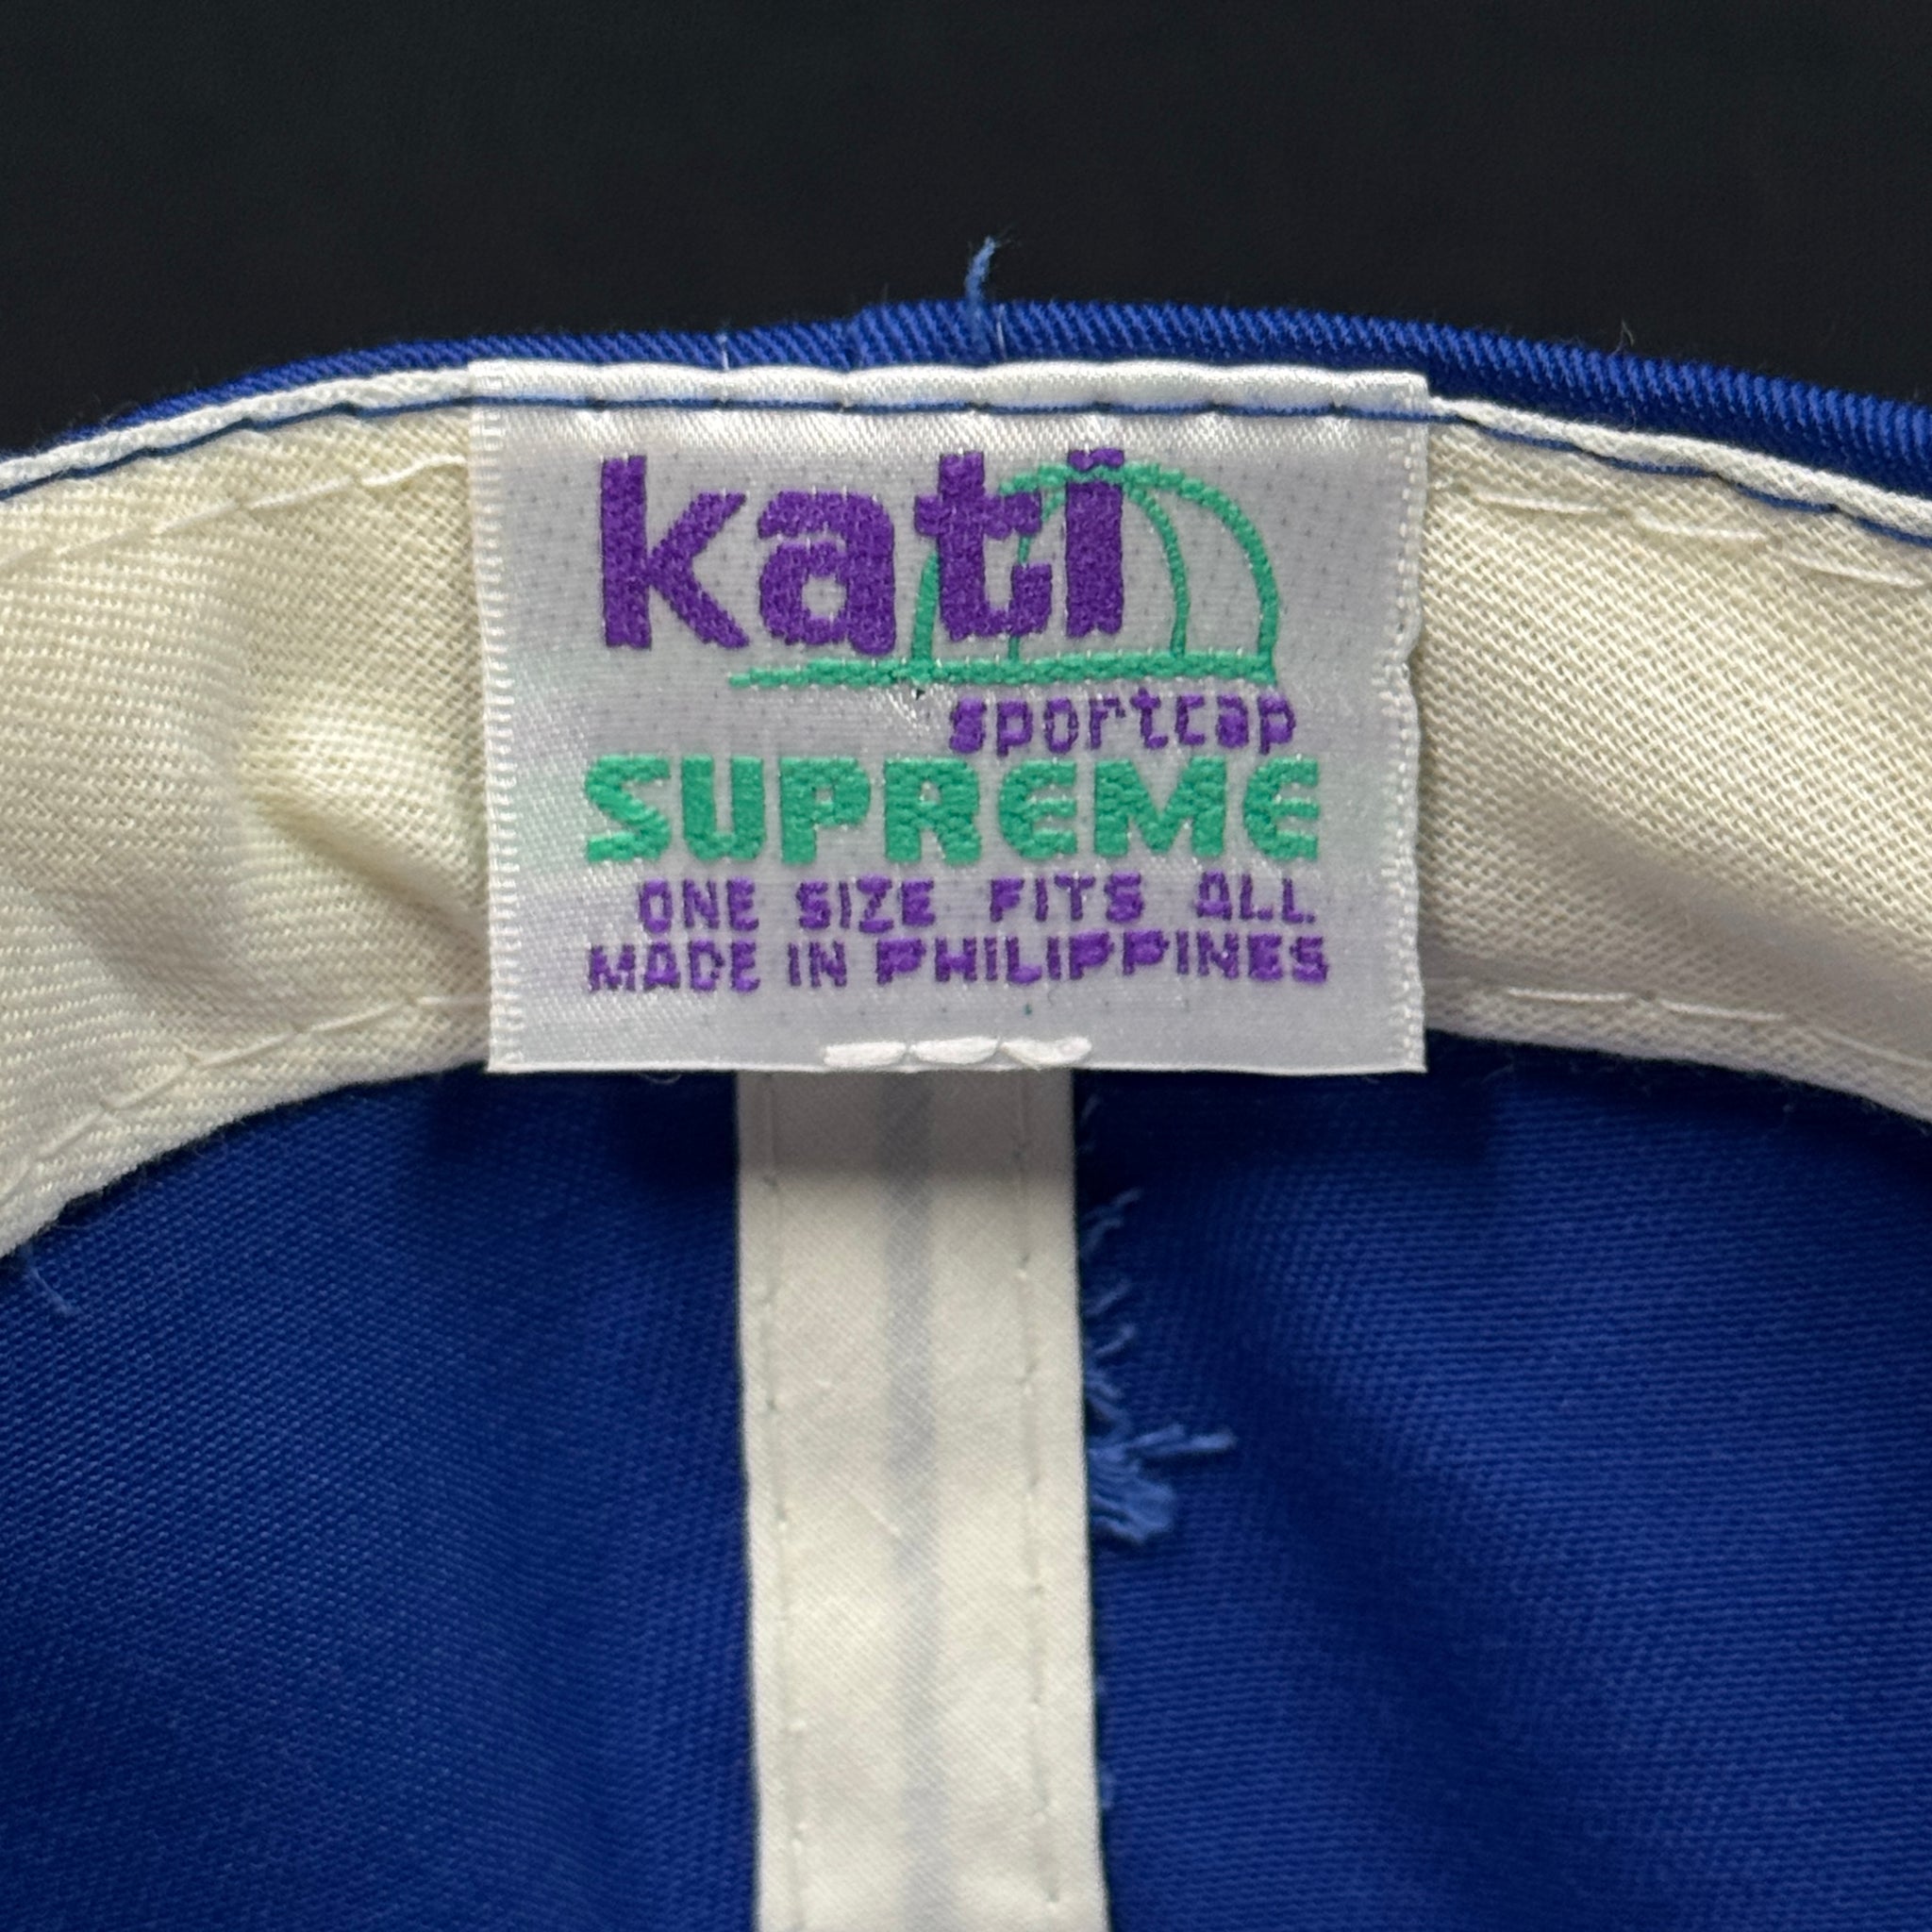 kati
sportcap
SUPREME
ONE SIZE FITS ALL
MADE IN PHILIPPINES